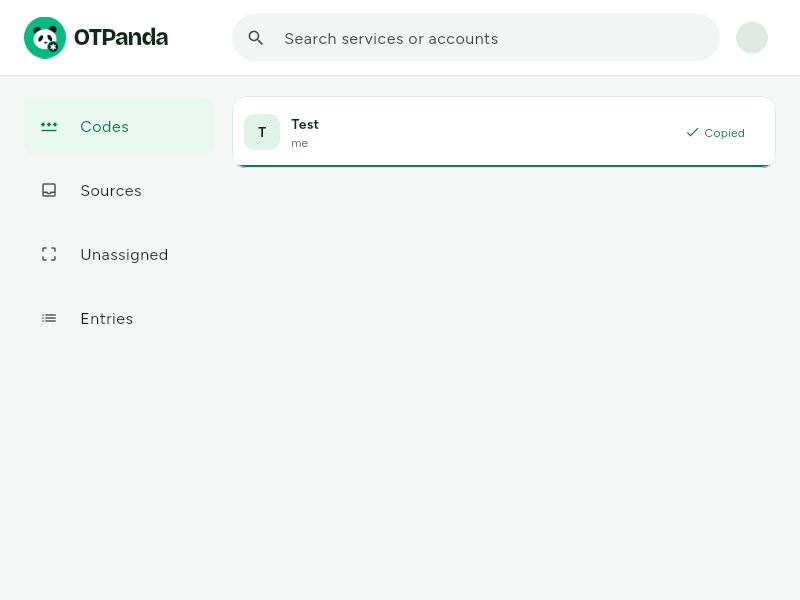 OTPanda
Search services or accounts
Codes
Sources
Unassigned
Entries
T
Test
me
Copied